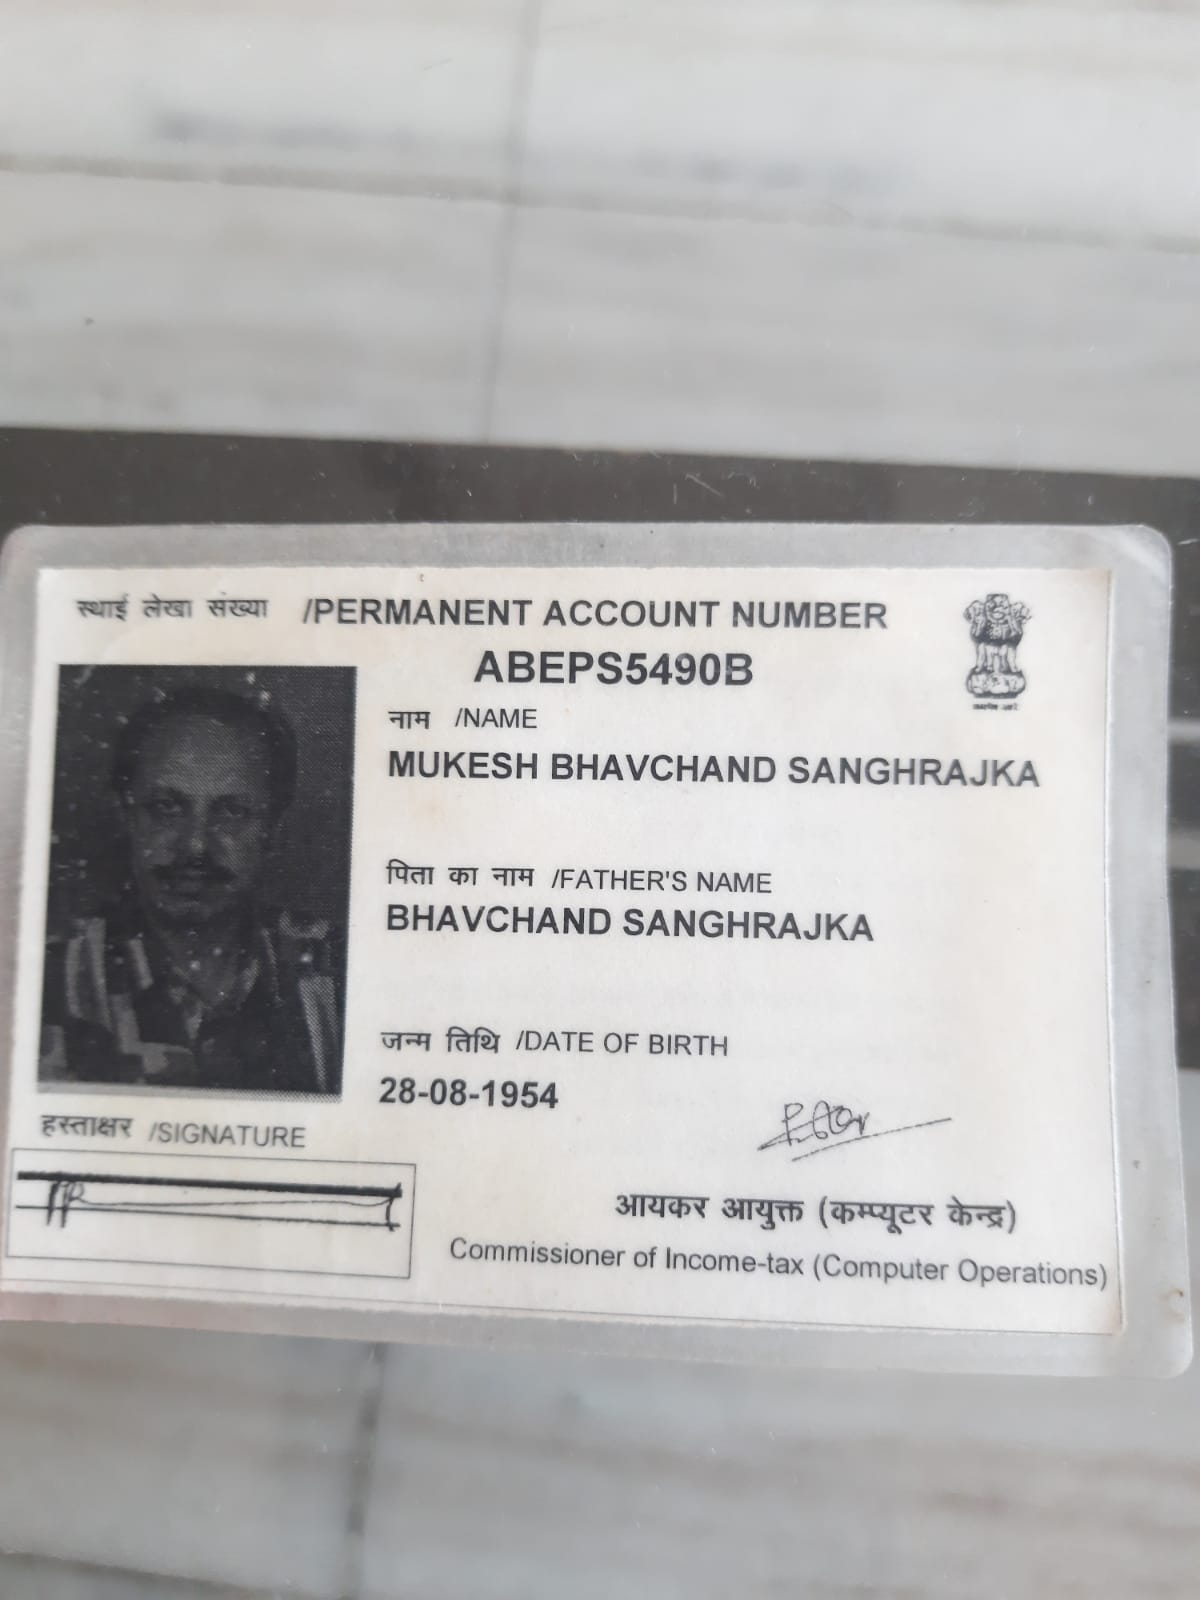 स्थाई लेखा संख्या /PERMANENT ACCOUNT NUMBER
ABEPS5490B
नाम /NAME
MUKESH BHAVCHAND SANGHRAJKA
पिता का नाम /FATHER'S NAME
BHAVCHAND SANGHRAJKA
जन्म तिथि /DATE OF BIRTH
28-08-1954
हस्ताक्षर /SIGNATURE
आयकर आयुक्त (कम्प्यूटर केन्द्र)
Commissioner of Income-tax (Computer Operations)